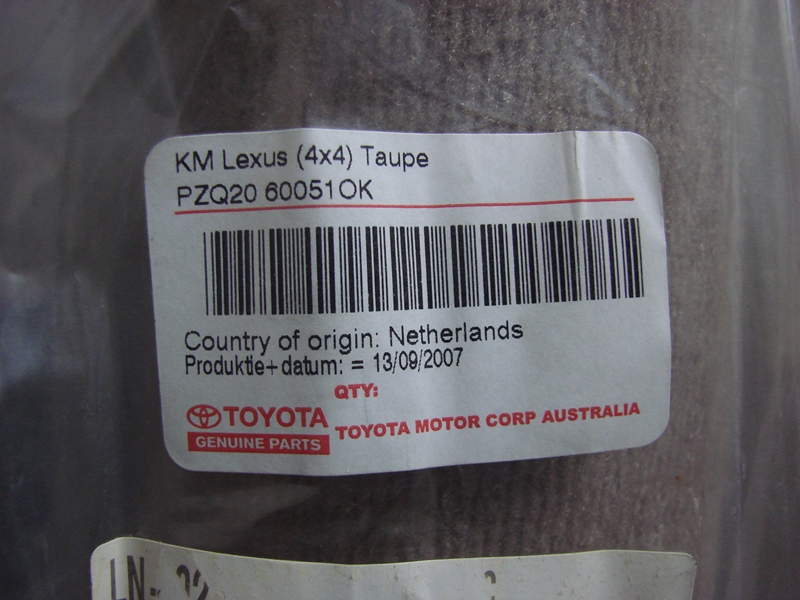 KM Lexus (4x4) Taupe
PZQ20 60051OK
Country of origin: Netherlands
Produktie+datum: = 13/09/2007
QTY:
TOYOTA
GENUINE PARTS
TOYOTA MOTOR CORP AUSTRALIA
LN-